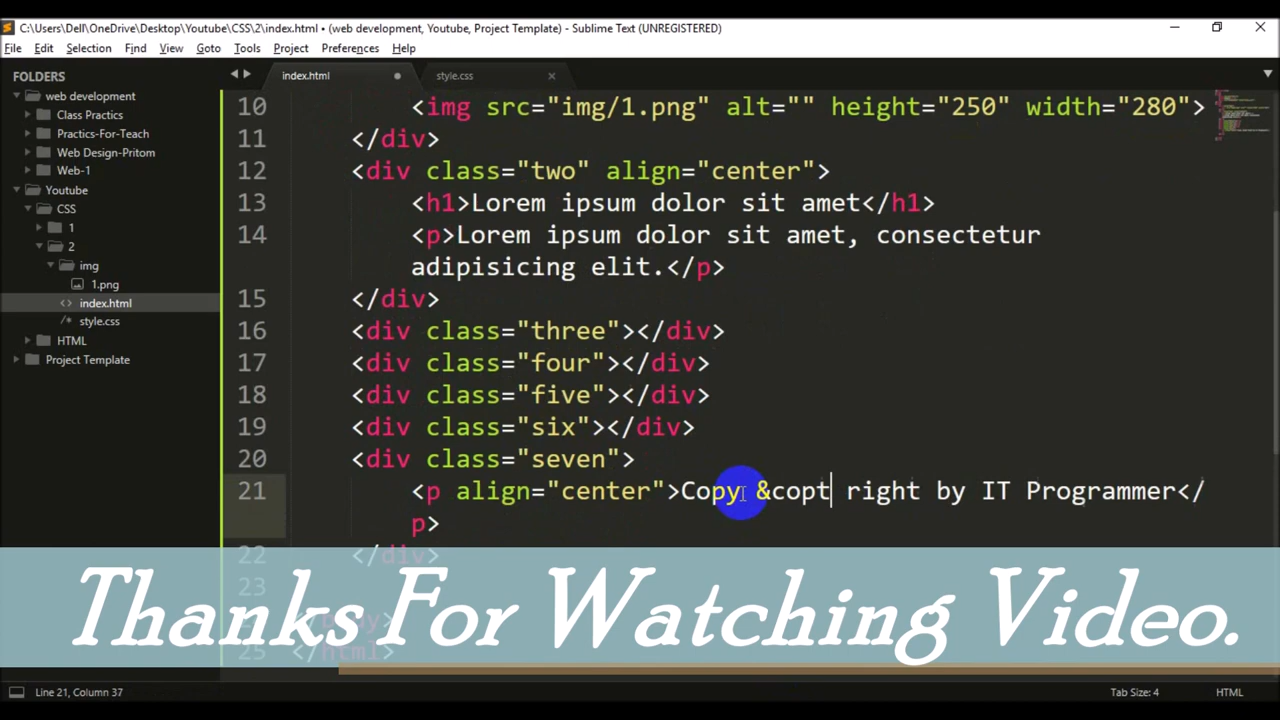 C:\Users\Dell\OneDrive\Desktop\Youtube\CSS\2\index.html • (web development, Youtube, Project Template) - Sublime Text (UNREGISTERED)
File Edit Selection Find View Goto Tools Project Preferences Help
FOLDERS
web development
Class Practics
Practics-For-Teach
Web Design-Pritom
Web-1
Youtube
CSS
1
2
img
1.png
index.html
style.css
HTML
Project Template
index.html style.css
10 <img src="img/1.png" alt="" height="250" width="280">
11 </div>
12 <div class="two" align="center">
13 <h1>Lorem ipsum dolor sit amet</h1>
14 <p>Lorem ipsum dolor sit amet, consectetur
adipisicing elit.</p>
15 </div>
16 <div class="three"></div>
17 <div class="four"></div>
18 <div class="five"></div>
19 <div class="six"></div>
20 <div class="seven">
21 <p align="center">Copy &copt right by IT Programmer</
p>
22 </div>
23
</body>
25 </html>
Thanks For Watching Video.
Line 21, Column 37 Tab Size: 4 HTML